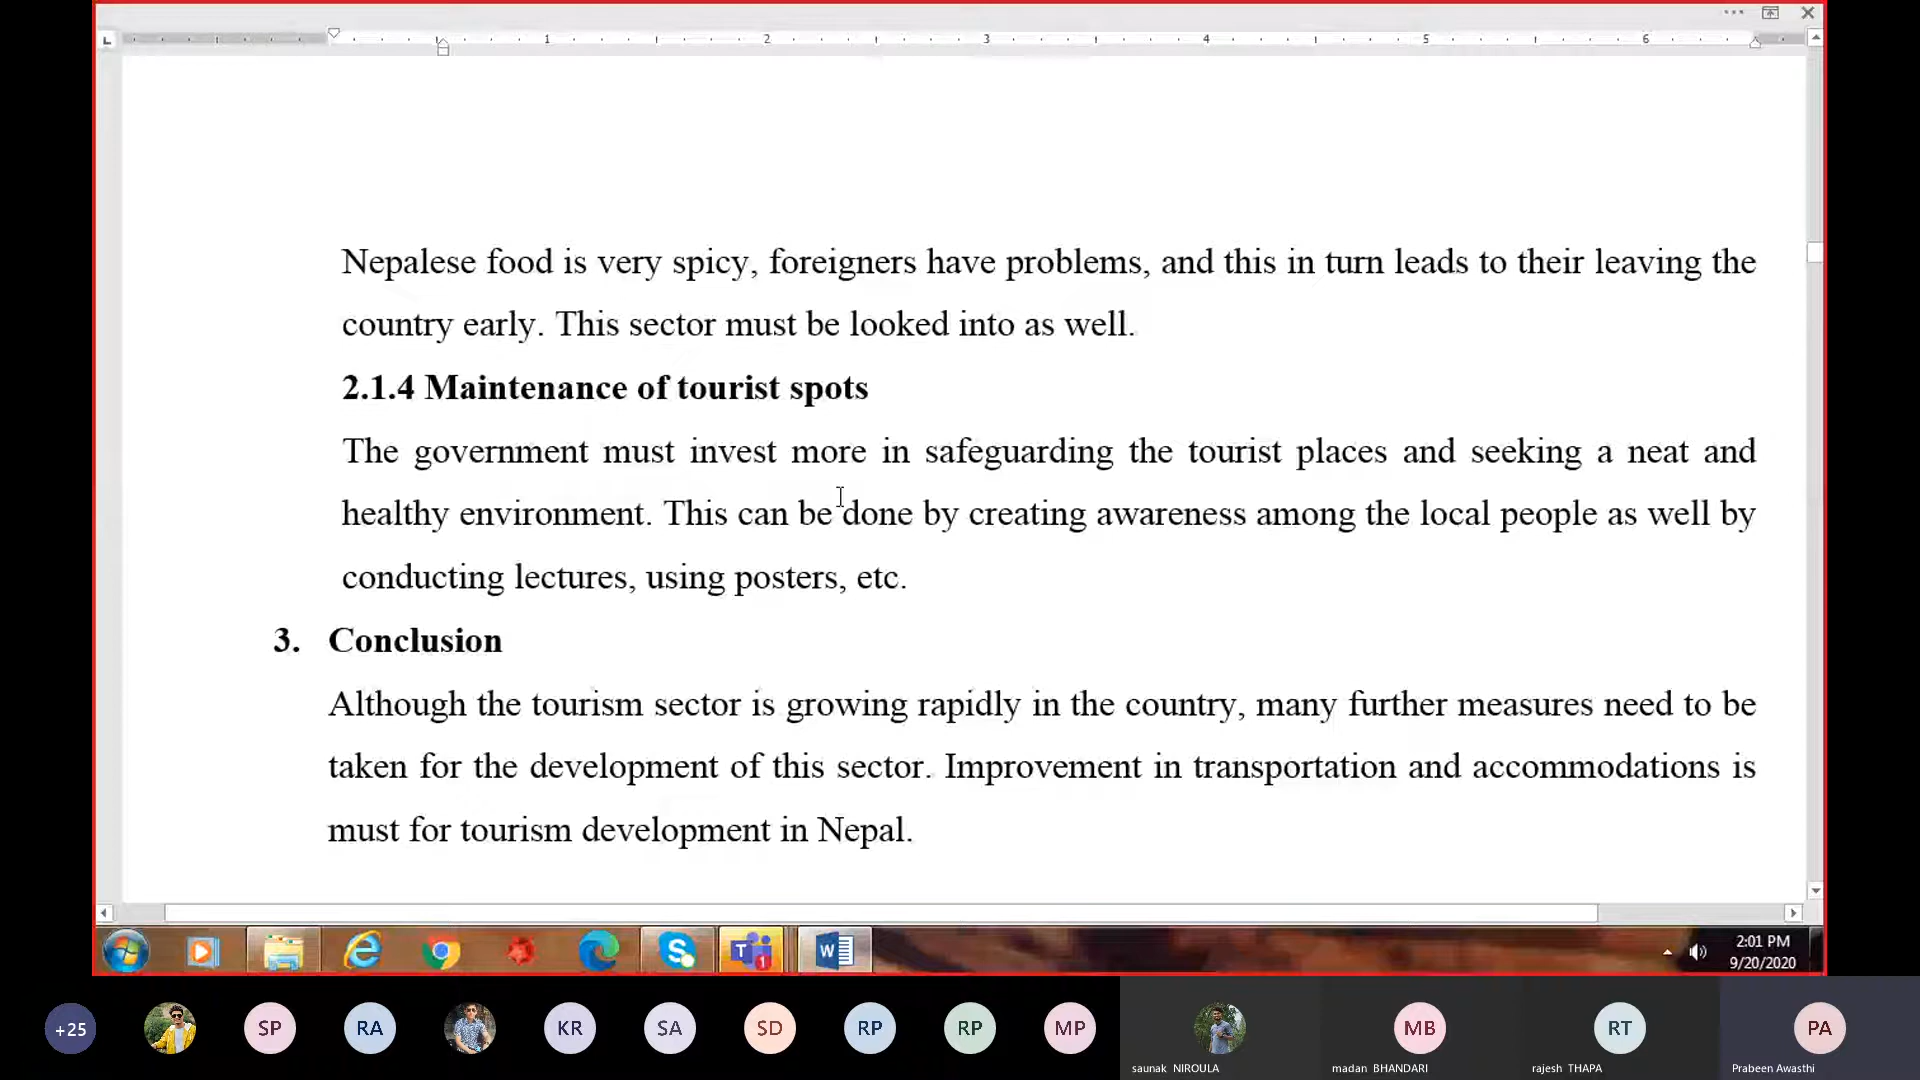 1 2 3 4 5 6
Nepalese food is very spicy, foreigners have problems, and this in turn leads to their leaving the
country early. This sector must be looked into as well.
2.1.4 Maintenance of tourist spots
The government must invest more in safeguarding the tourist places and seeking a neat and
healthy environment. This can be done by creating awareness among the local people as well by
conducting lectures, using posters, etc.
3. Conclusion
Although the tourism sector is growing rapidly in the country, many further measures need to be
taken for the development of this sector. Improvement in transportation and accommodations is
must for tourism development in Nepal.
2:01 PM
9/20/2020
+25 SP RA KR SA SD RP RP MP MB RT PA
saunak NIROULA madan BHANDARI rajesh THAPA Prabeen Awasthi